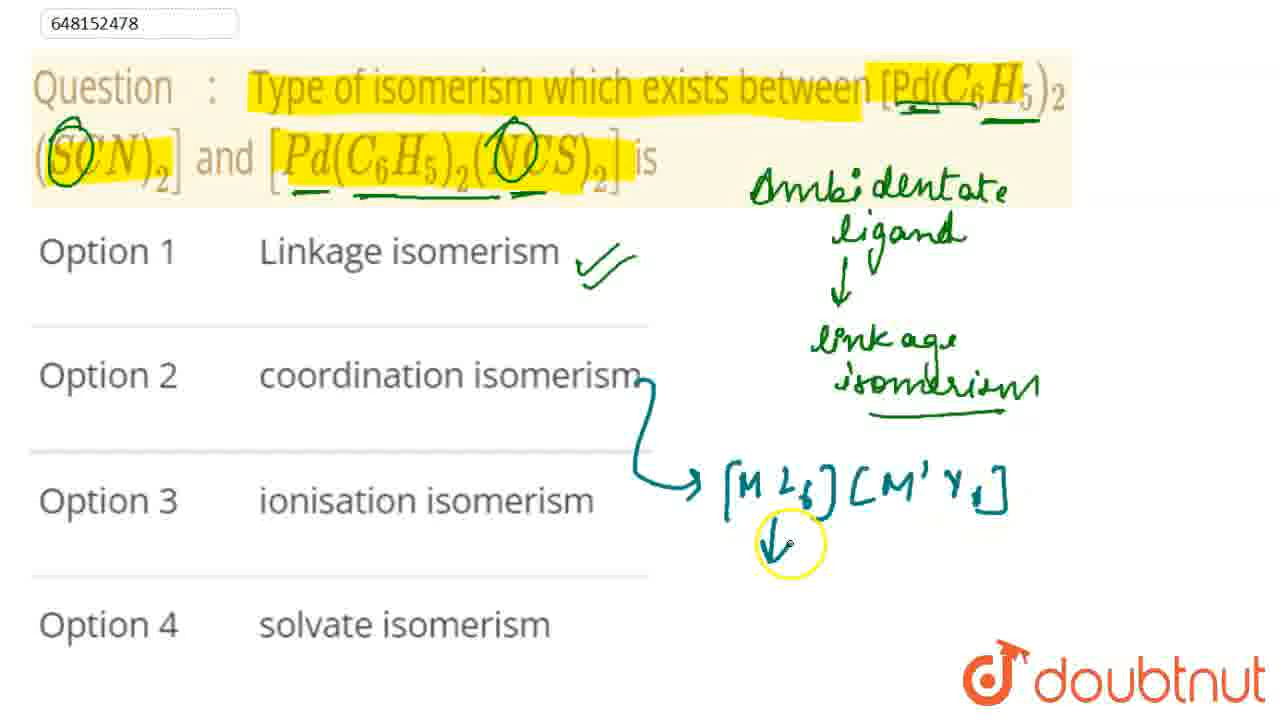 648152478
Question : Type of isomerism which exists between [Pd(C₆H₅)₂
(SCN)₂] and [Pd(C₆H₅)₂(NCS)₂] is
Ambidentate
ligand
↓
linkage
isomerism
Option 1 Linkage isomerism
Option 2 coordination isomerism
[M L₆] [M' Y₆]
Option 3 ionisation isomerism
Option 4 solvate isomerism
doubtnut